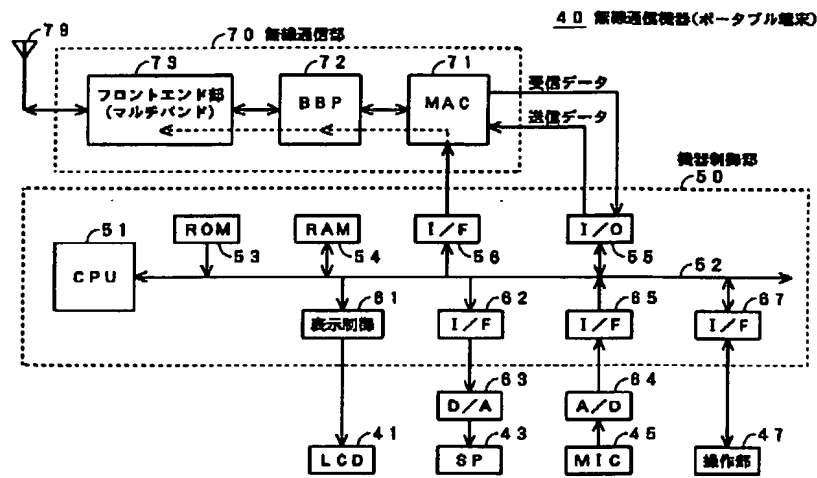 40 無線通信機器(ポータブル端末)
79
70 無線通信部
73
72
71
フロントエンド部
(マルチバンド)
BBP
MAC
受信データ
送信データ
機器制御部
50
51
CPU
ROM
53
RAM
54
I/F
56
I/O
55
52
61
表示制御
62
I/F
65
I/F
67
I/F
63
D/A
64
A/D
41
LCD
43
SP
45
MIC
47
操作部